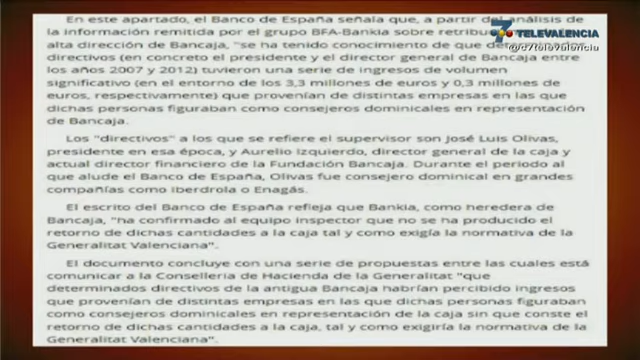 En este apartado, el Banco de España señala que, a partir del análisis de
la información remitida por el grupo BFA-Bankia sobre
7 TELEVALENCIA
alta dirección de Bancaja, "se ha tenido conocimiento de que
@c7televalencia
directivos (en concreto el presidente y el director general de Bancaja entre
los años 2007 y 2012) tuvieron una serie de ingresos de volumen
significativo (en el entorno de los 3,3 millones de euros y 0,3 millones de
euros, respectivamente) que provenían de distintas empresas en las que
dichas personas figuraban como consejeros dominicales en representación
de Bancaja.
Los "directivos" a los que se refiere el supervisor son José Luis Olivas,
presidente en esa época, y Aurelio Izquierdo, director general de la caja y
actual director financiero de la Fundación Bancaja. Durante el periodo al
que alude el Banco de España, Olivas fue consejero dominical en grandes
compañías como Iberdrola o Enagás.
El escrito del Banco de España refleja que Bankia, como heredera de
Bancaja, "ha confirmado al equipo inspector que no se ha producido el
retorno de dichas cantidades a la caja tal y como exigía la normativa de la
Generalitat Valenciana".
El documento concluye con una serie de propuestas entre las cuales está
comunicar a la Conselleria de Hacienda de la Generalitat "que
determinados directivos de la antigua Bancaja habrían percibido ingresos
que provenían de distintas empresas en las que dichas personas figuraban
como consejeros dominicales en representación de la caja sin que conste el
retorno de dichas cantidades a la caja, tal y como exigiría la normativa de la
Generalitat Valenciana".